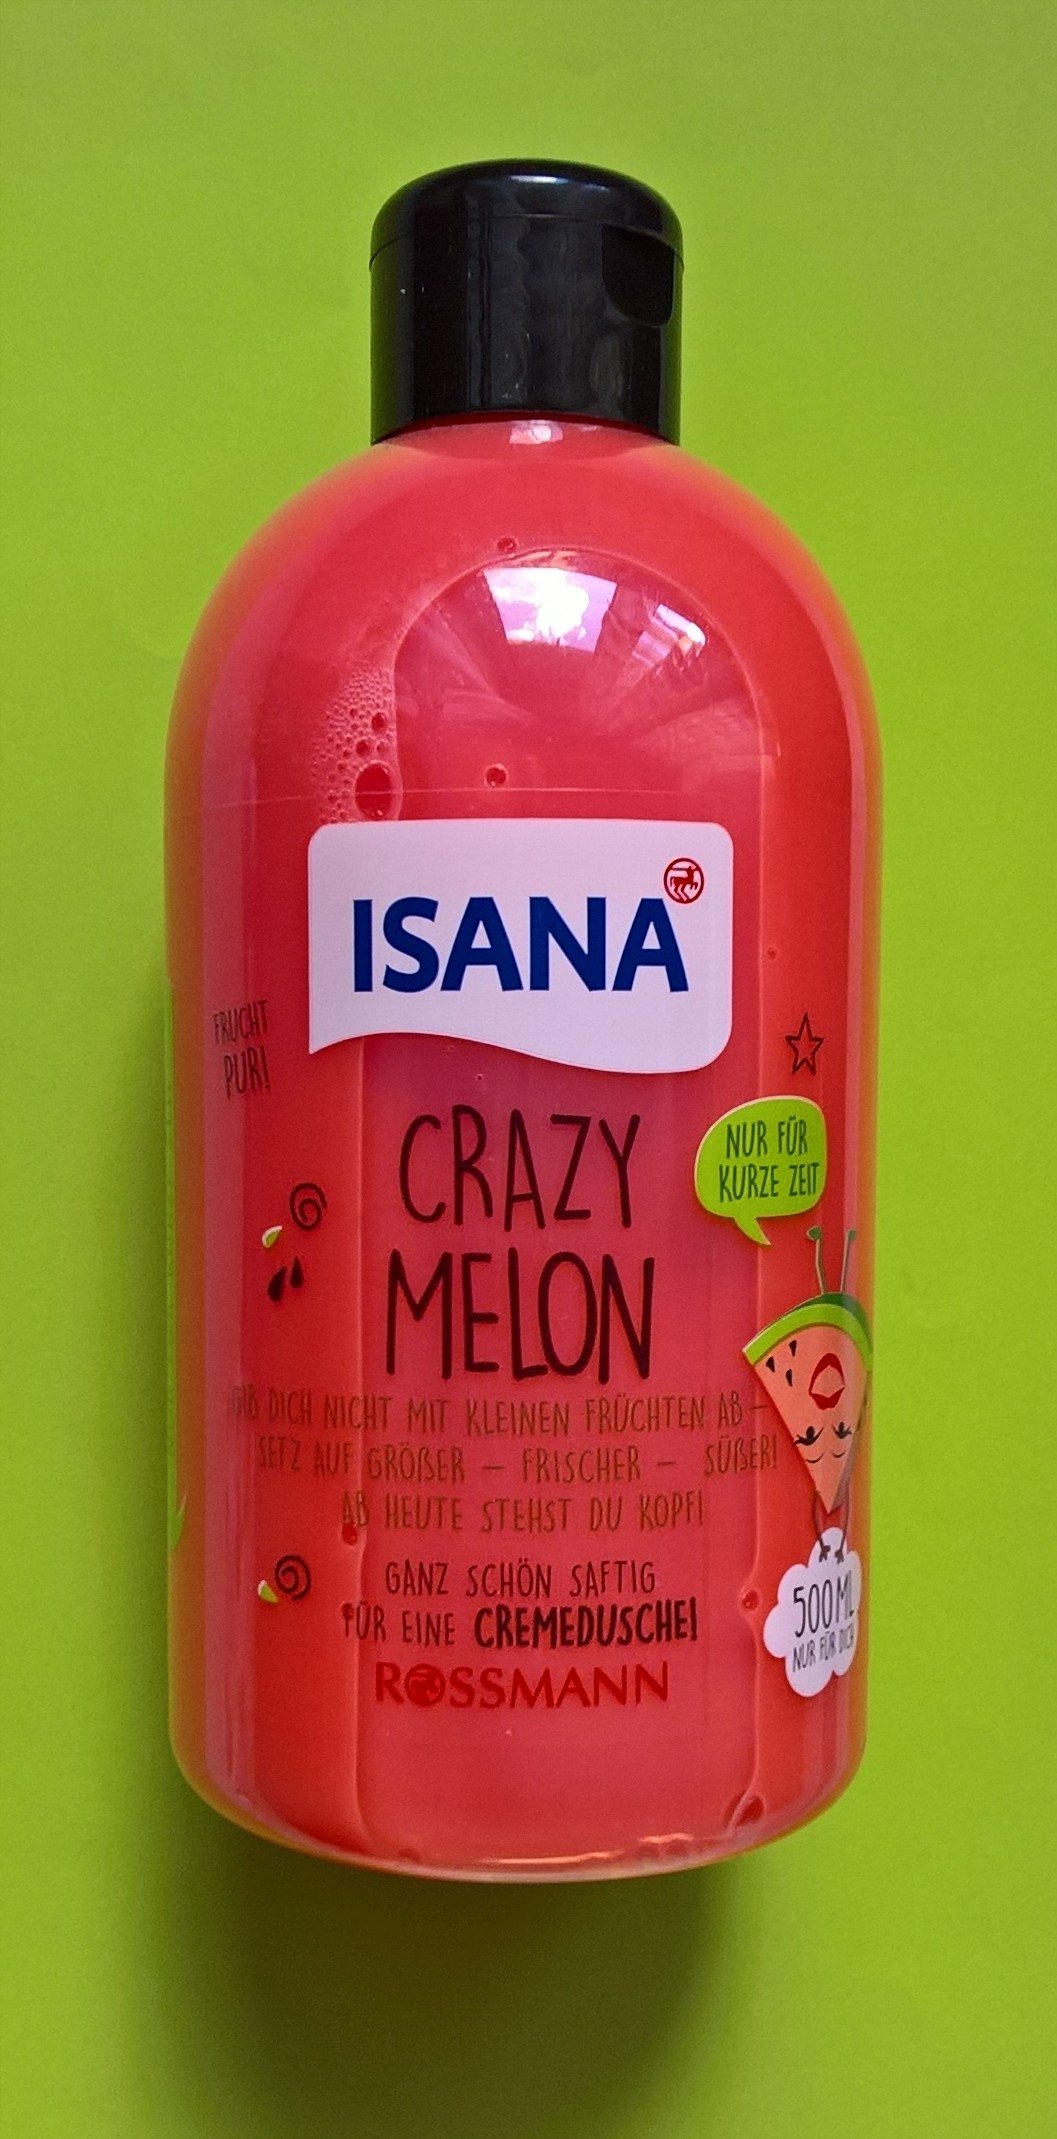 ISANA
FRUCHT
PUR!
CRAZY
MELON
NUR FÜR
KURZE ZEIT
GIB DICH NICHT MIT KLEINEN FRÜCHTEN AB –
SETZ AUF GRÖßER – FRISCHER – SÜßER!
AB HEUTE STEHST DU KOPF!
GANZ SCHÖN SAFTIG
FÜR EINE CREMEDUSCHE!
ROSSMANN
500 ML
NUR FÜR DICH